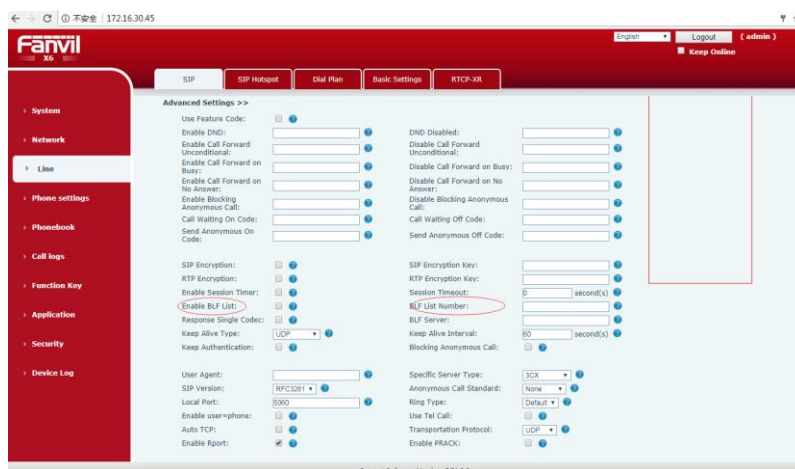 不安全 | 172.16.30.45
Fanvil
X6
English
Logout
( admin )
Keep Online
SIP
SIP Hotspot
Dial Plan
Basic Settings
RTCP-XR
› System
› Network
› Line
› Phone settings
› Phonebook
› Call logs
› Function Key
› Application
› Security
› Device Log
Advanced Settings >>
Use Feature Code:
Enable DND:
DND Disabled:
Enable Call Forward Unconditional:
Disable Call Forward Unconditional:
Enable Call Forward on Busy:
Disable Call Forward on Busy:
Enable Call Forward on No Answer:
Disable Call Forward on No Answer:
Enable Blocking Anonymous Call:
Disable Blocking Anonymous Call:
Call Waiting On Code:
Call Waiting Off Code:
Send Anonymous On Code:
Send Anonymous Off Code:
SIP Encryption:
SIP Encryption Key:
RTP Encryption:
RTP Encryption Key:
Enable Session Timer:
Session Timeout: 0 second(s)
Enable BLF List:
BLF List Number:
Response Single Codec:
BLF Server:
Keep Alive Type: UDP
Keep Alive Interval: 60 second(s)
Keep Authentication:
Blocking Anonymous Call:
User Agent:
Specific Server Type: 3CX
SIP Version: RFC3261
Anonymous Call Standard: None
Local Port: 5060
Ring Type: Default
Enable user=phone:
Use Tel Call:
Auto TCP:
Transportation Protocol: UDP
Enable Rport:
Enable PRACK: